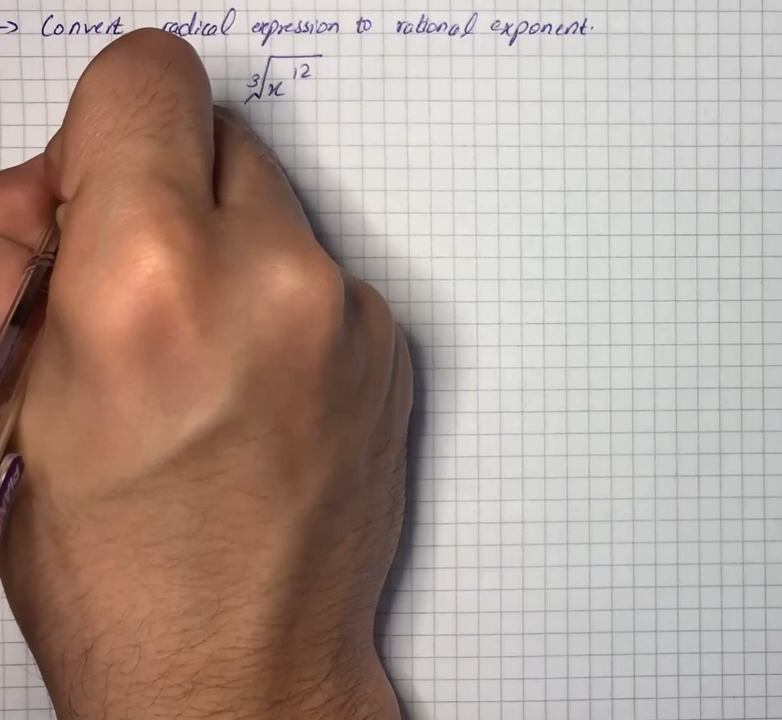 -> Convert radical expression to rational exponent.
∛x¹²